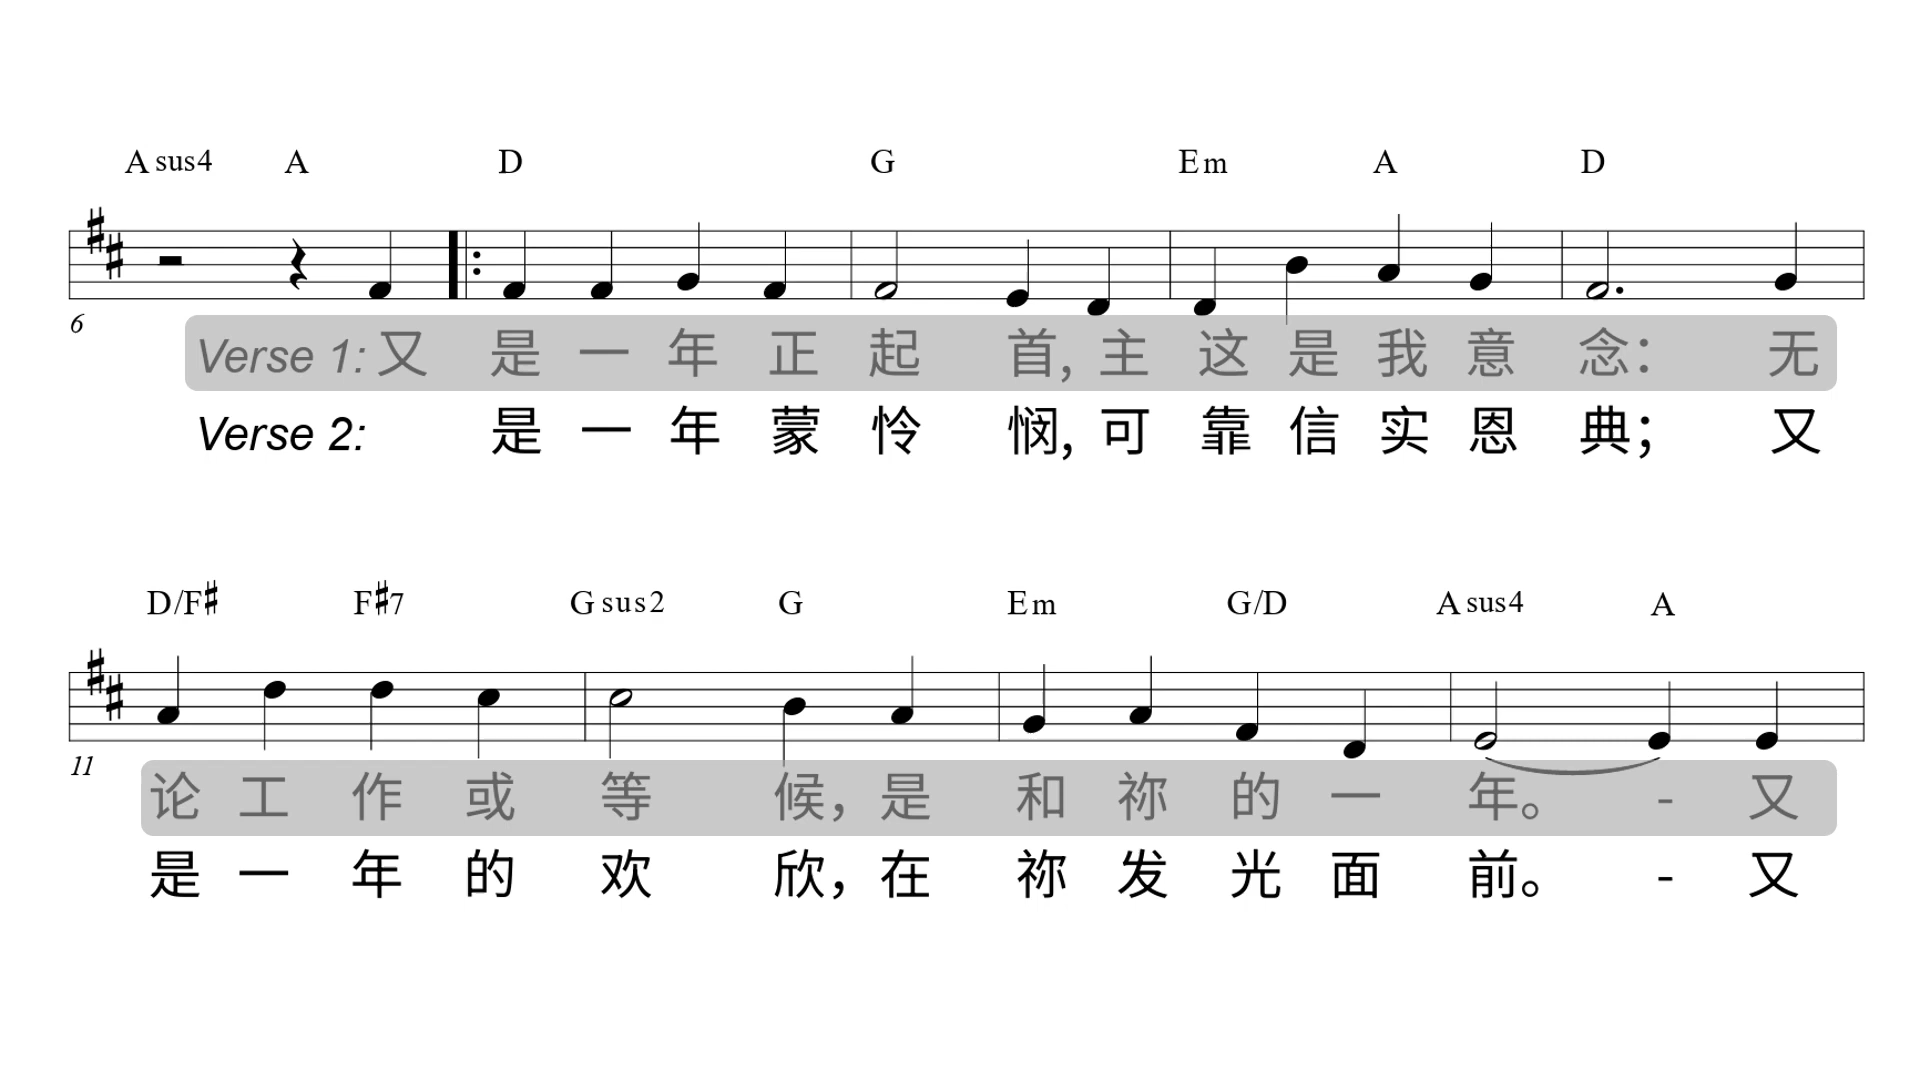 A sus4 A D G Em A D
6
Verse 1: 又 是 一 年 正 起 首, 主 这 是 我 意 念： 无
Verse 2: 是 一 年 蒙 怜 悯, 可 靠 信 实 恩 典； 又
D/F♯ F♯7 G sus2 G Em G/D A sus4 A
11
论 工 作 或 等 候， 是 和 祢 的 一 年。 - 又
是 一 年 的 欢 欣， 在 祢 发 光 面 前。 - 又